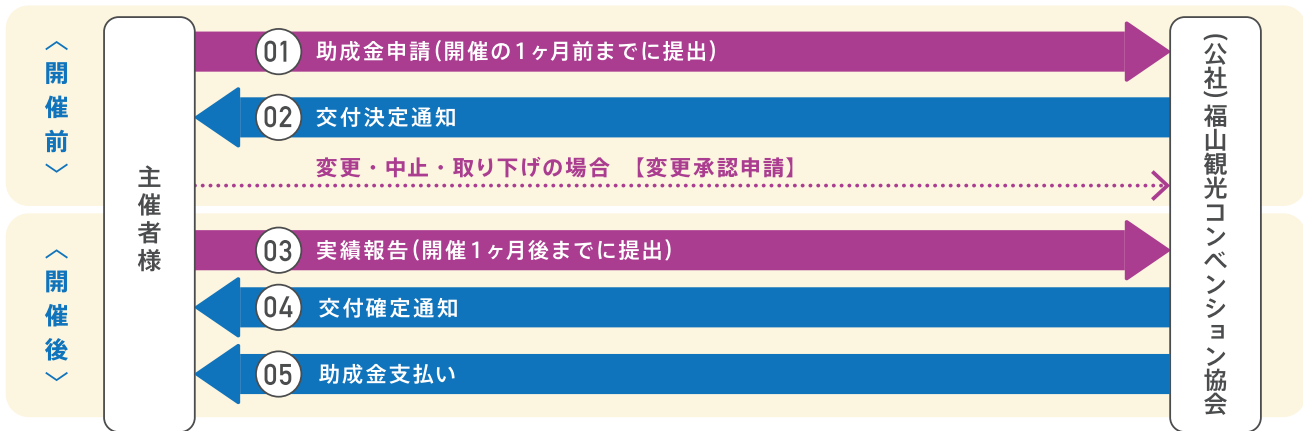 〈開催前〉
主催者様
01 助成金申請(開催の1ヶ月前までに提出)
02 交付決定通知
変更・中止・取り下げの場合 【変更承認申請】
(公社)福山観光コンベンション協会
〈開催後〉
03 実績報告(開催1ヶ月後までに提出)
04 交付確定通知
05 助成金支払い